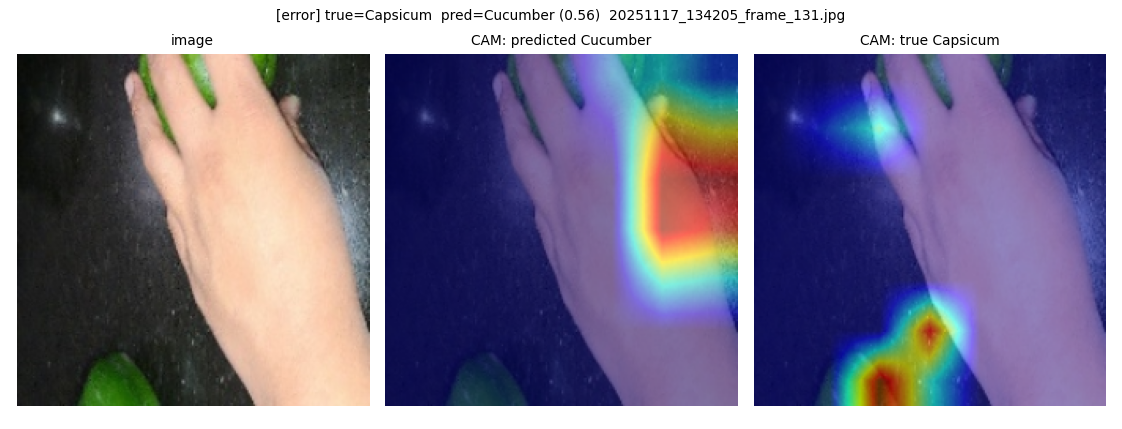 [error] true=Capsicum  pred=Cucumber (0.56)  20251117_134205_frame_131.jpg
image
CAM: predicted Cucumber
CAM: true Capsicum